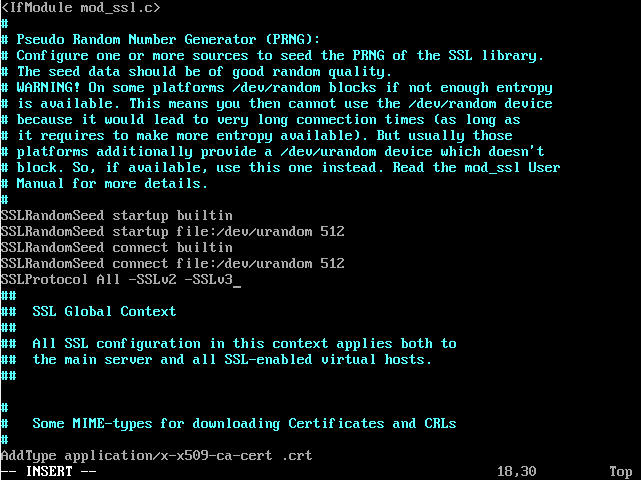 <IfModule mod_ssl.c>
#
# Pseudo Random Number Generator (PRNG):
# Configure one or more sources to seed the PRNG of the SSL library.
# The seed data should be of good random quality.
# WARNING! On some platforms /dev/random blocks if not enough entropy
# is available. This means you then cannot use the /dev/random device
# because it would lead to very long connection times (as long as
# it requires to make more entropy available). But usually those
# platforms additionally provide a /dev/urandom device which doesn't
# block. So, if available, use this one instead. Read the mod_ssl User
# Manual for more details.
#
SSLRandomSeed startup builtin
SSLRandomSeed startup file:/dev/urandom 512
SSLRandomSeed connect builtin
SSLRandomSeed connect file:/dev/urandom 512
SSLProtocol All -SSLv2 -SSLv3_
##
##  SSL Global Context
##
##  All SSL configuration in this context applies both to
##  the main server and all SSL-enabled virtual hosts.
##
#
#   Some MIME-types for downloading Certificates and CRLs
#
AddType application/x-x509-ca-cert .crt
-- INSERT -- 18,30 Top